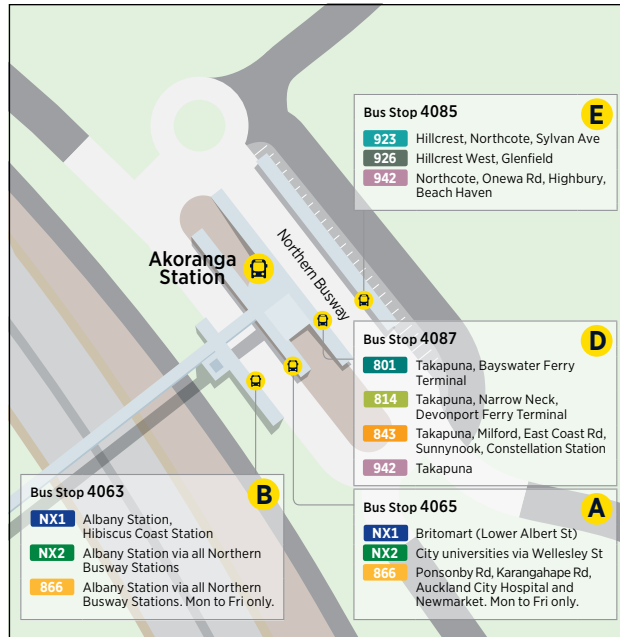 Bus Stop 4085
E
923 Hillcrest, Northcote, Sylvan Ave
926 Hillcrest West, Glenfield
942 Northcote, Onewa Rd, Highbury,
Beach Haven
Akoranga
Station
Northern Busway
Bus Stop 4087
D
801 Takapuna, Bayswater Ferry
Terminal
814 Takapuna, Narrow Neck,
Devonport Ferry Terminal
843 Takapuna, Milford, East Coast Rd,
Sunnynook, Constellation Station
942 Takapuna
Bus Stop 4063
B
NX1 Albany Station,
Hibiscus Coast Station
NX2 Albany Station via all Northern
Busway Stations
866 Albany Station via all Northern
Busway Stations. Mon to Fri only.
Bus Stop 4065
A
NX1 Britomart (Lower Albert St)
NX2 City universities via Wellesley St
866 Ponsonby Rd, Karangahape Rd,
Auckland City Hospital and
Newmarket. Mon to Fri only.